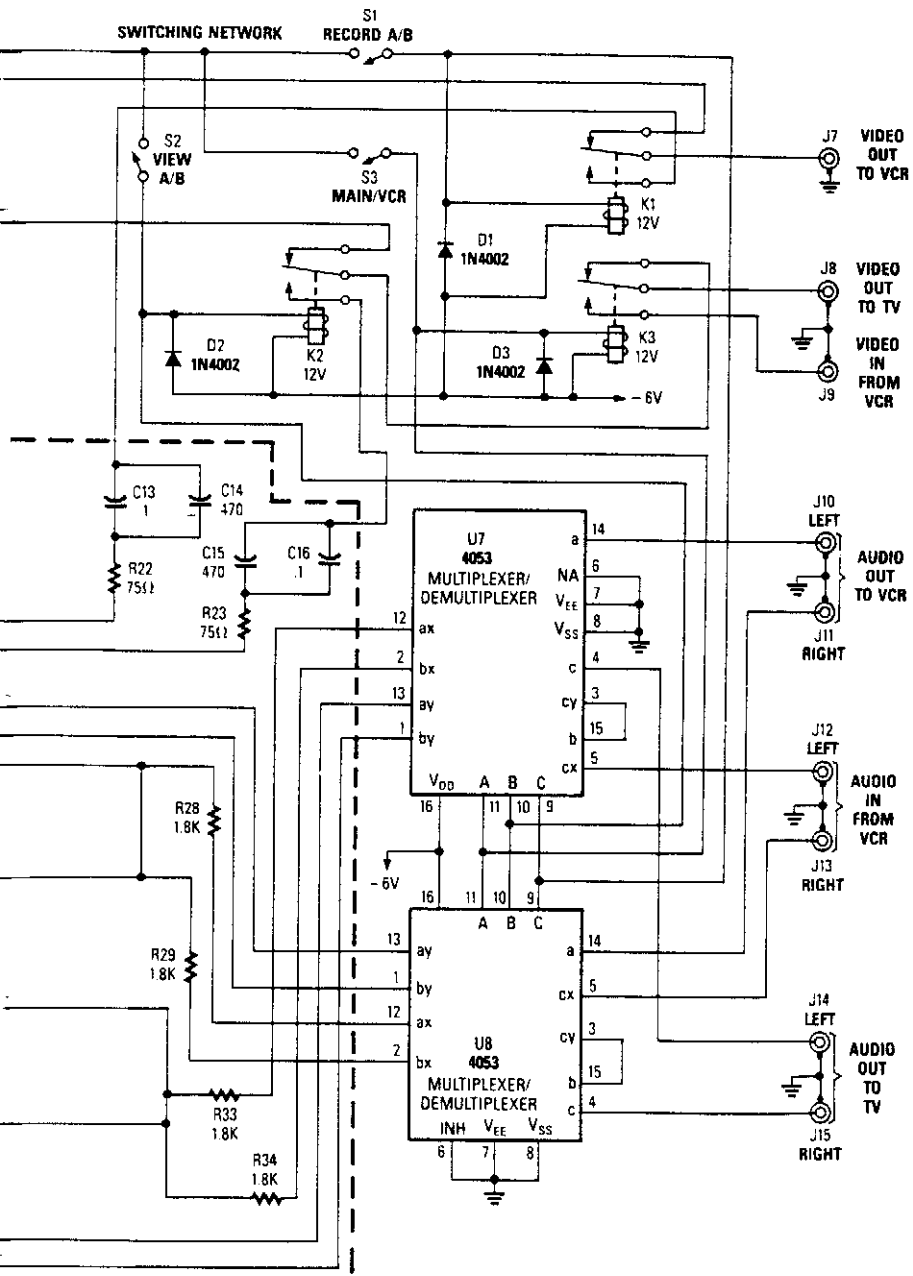 SWITCHING NETWORK
S1
RECORD A/B
S2
VIEW
A/B
S3
MAIN/VCR
J7
VIDEO
OUT
TO VCR
K1
12V
D1
1N4002
J8
VIDEO
OUT
TO TV
K2
12V
D2
1N4002
K3
12V
D3
1N4002
VIDEO
IN
FROM
VCR
J9
- 6V
C13
.1
C14
470
C15
470
C16
.1
R22
75Ω
R23
75Ω
U7
4053
MULTIPLEXER/
DEMULTIPLEXER
a 14
NA 6
VEE 7
VSS 8
c 4
cy 3
b 15
cx 5
12 ax
2 bx
13 ay
1 by
VDD A B C
16 11 10 9
J10
LEFT
AUDIO
OUT
TO VCR
J11
RIGHT
J12
LEFT
AUDIO
IN
FROM
VCR
J13
RIGHT
R28
1.8K
- 6V
16 11 10 9
A B C
13 ay
1 by
12 ax
2 bx
a 14
cx 5
cy 3
b 15
c 4
U8
4053
MULTIPLEXER/
DEMULTIPLEXER
INH VEE VSS
6 7 8
R29
1.8K
R33
1.8K
R34
1.8K
J14
LEFT
AUDIO
OUT
TO
TV
J15
RIGHT